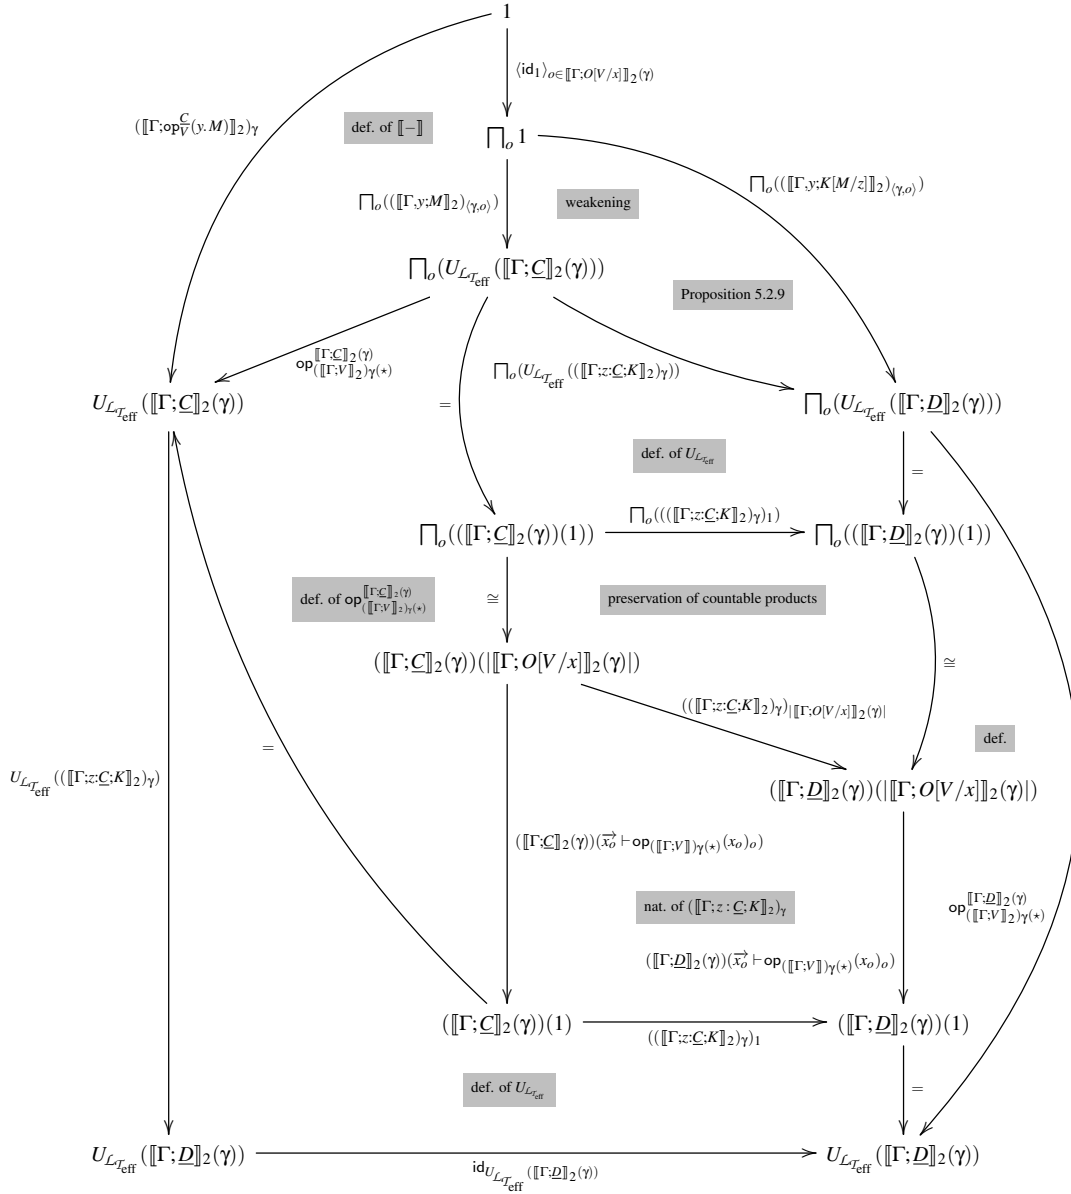 1
⟨id₁⟩_{o∈⟦Γ;O[V/x]⟧₂(γ)}
(⟦Γ;op^{C̲}_V(y.M)⟧₂)_γ
def. of ⟦−⟧
∏_o 1
∏_o((⟦Γ,y;K[M/z]⟧₂)_{⟨γ,o⟩})
∏_o((⟦Γ,y;M⟧₂)_{⟨γ,o⟩})
weakening
∏_o(U_{ℒ_{𝒯_eff}}(⟦Γ;C̲⟧₂(γ)))
Proposition 5.2.9
op^{⟦Γ;C̲⟧₂(γ)}_{(⟦Γ;V⟧₂)_γ(⋆)}
∏_o(U_{ℒ_{𝒯_eff}}((⟦Γ;z:C̲;K⟧₂)_γ))
=
U_{ℒ_{𝒯_eff}}(⟦Γ;C̲⟧₂(γ))
∏_o(U_{ℒ_{𝒯_eff}}(⟦Γ;D̲⟧₂(γ)))
def. of U_{ℒ_{𝒯_eff}}
=
∏_o((⟦Γ;C̲⟧₂(γ))(1))
∏_o(((⟦Γ;z:C̲;K⟧₂)_γ)₁)
∏_o((⟦Γ;D̲⟧₂(γ))(1))
def. of op^{⟦Γ;C̲⟧₂(γ)}_{(⟦Γ;V⟧₂)_γ(⋆)}
≅
preservation of countable products
(⟦Γ;C̲⟧₂(γ))(|⟦Γ;O[V/x]⟧₂(γ)|)
≅
((⟦Γ;z:C̲;K⟧₂)_γ)_{|⟦Γ;O[V/x]⟧₂(γ)|}
=
def.
U_{ℒ_{𝒯_eff}}((⟦Γ;z:C̲;K⟧₂)_γ)
(⟦Γ;D̲⟧₂(γ))(|⟦Γ;O[V/x]⟧₂(γ)|)
(⟦Γ;C̲⟧₂(γ))(x⃗_o ⊢ op_{(⟦Γ;V⟧)_γ(⋆)}(x_o)_o)
nat. of (⟦Γ;z:C̲;K⟧₂)_γ
op^{⟦Γ;D̲⟧₂(γ)}_{(⟦Γ;V⟧₂)_γ(⋆)}
(⟦Γ;D̲⟧₂(γ))(x⃗_o ⊢ op_{(⟦Γ;V⟧)_γ(⋆)}(x_o)_o)
(⟦Γ;C̲⟧₂(γ))(1)
((⟦Γ;z:C̲;K⟧₂)_γ)₁
(⟦Γ;D̲⟧₂(γ))(1)
def. of U_{ℒ_{𝒯_eff}}
=
U_{ℒ_{𝒯_eff}}(⟦Γ;D̲⟧₂(γ))
id_{U_{ℒ_{𝒯_eff}}(⟦Γ;D̲⟧₂(γ))}
U_{ℒ_{𝒯_eff}}(⟦Γ;D̲⟧₂(γ))